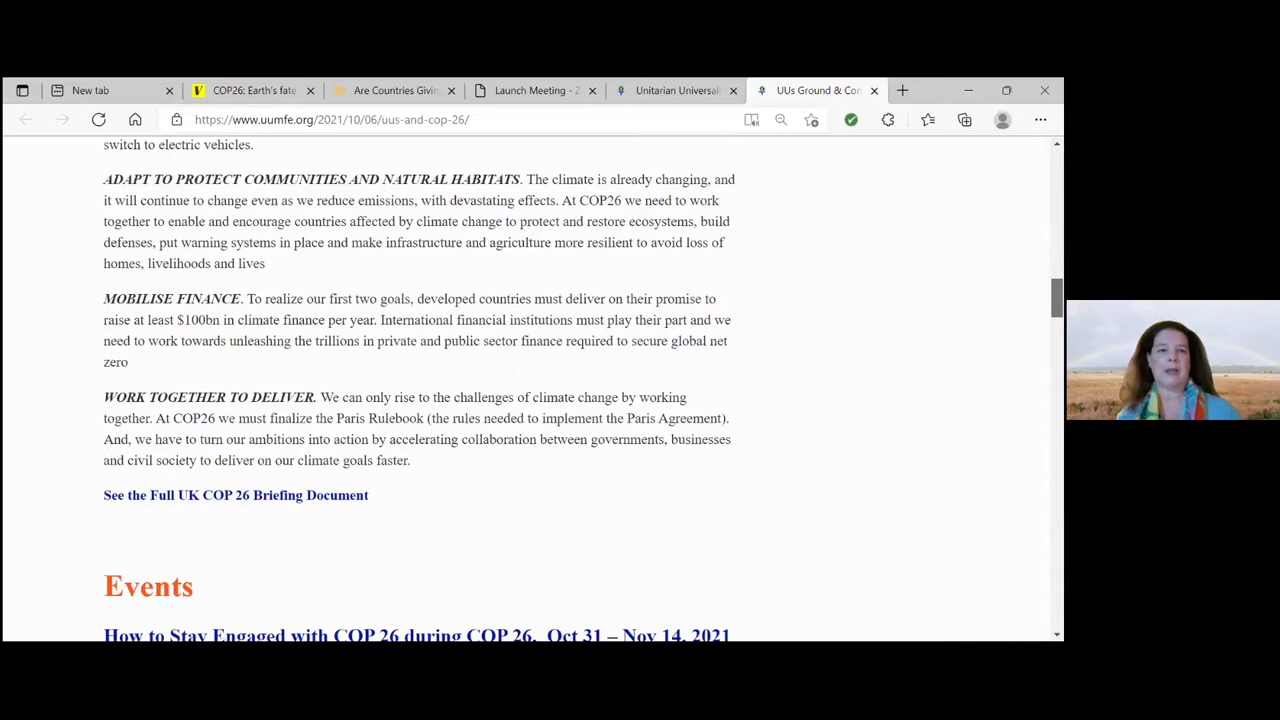 New tab
COP26: Earth's fate
Are Countries Givin
Launch Meeting - Z
Unitarian Universali
UUs Ground & Con
https://www.uumfe.org/2021/10/06/uus-and-cop-26/
switch to electric vehicles.
ADAPT TO PROTECT COMMUNITIES AND NATURAL HABITATS. The climate is already changing, and
it will continue to change even as we reduce emissions, with devastating effects. At COP26 we need to work
together to enable and encourage countries affected by climate change to protect and restore ecosystems, build
defenses, put warning systems in place and make infrastructure and agriculture more resilient to avoid loss of
homes, livelihoods and lives
MOBILISE FINANCE. To realize our first two goals, developed countries must deliver on their promise to
raise at least $100bn in climate finance per year. International financial institutions must play their part and we
need to work towards unleashing the trillions in private and public sector finance required to secure global net
zero
WORK TOGETHER TO DELIVER. We can only rise to the challenges of climate change by working
together. At COP26 we must finalize the Paris Rulebook (the rules needed to implement the Paris Agreement).
And, we have to turn our ambitions into action by accelerating collaboration between governments, businesses
and civil society to deliver on our climate goals faster.
See the Full UK COP 26 Briefing Document
Events
How to Stay Engaged with COP 26 during COP 26, Oct 31 – Nov 14, 2021